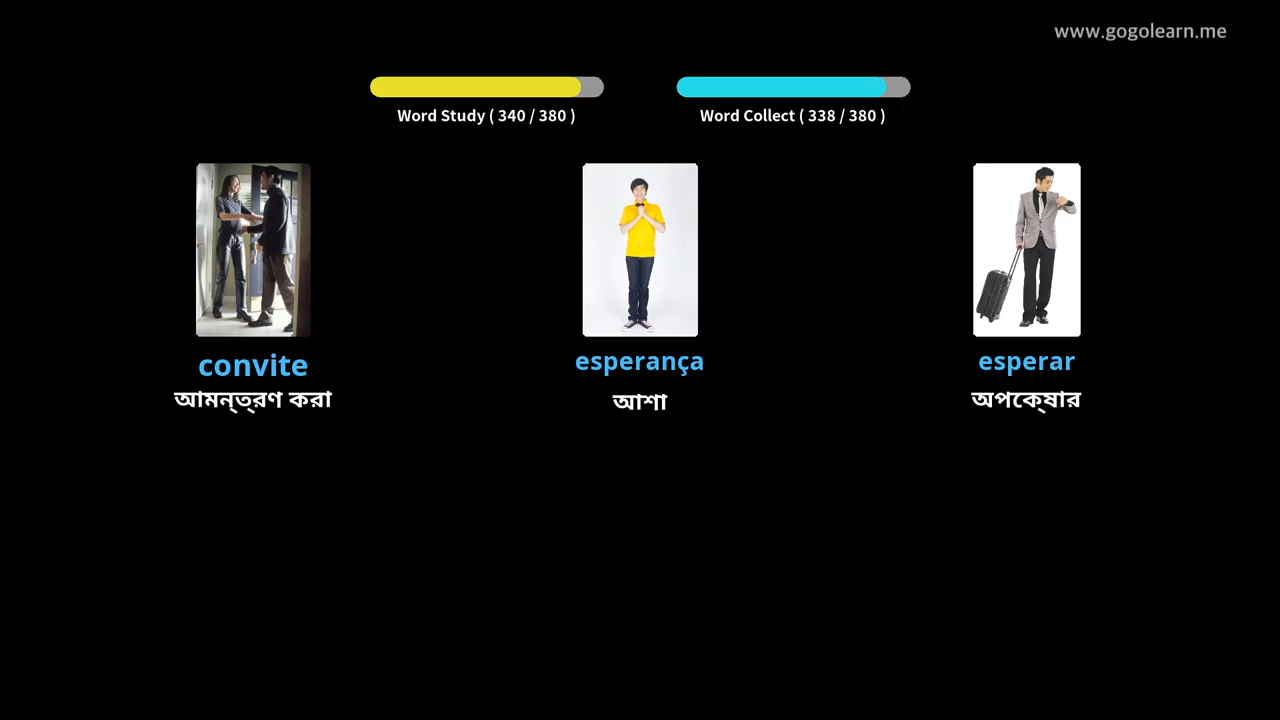 www.gogolearn.me
Word Study ( 340 / 380 )
Word Collect ( 338 / 380 )
convite
esperança
esperar
আমন্ত্রণ করা
আশা
অপেক্ষার